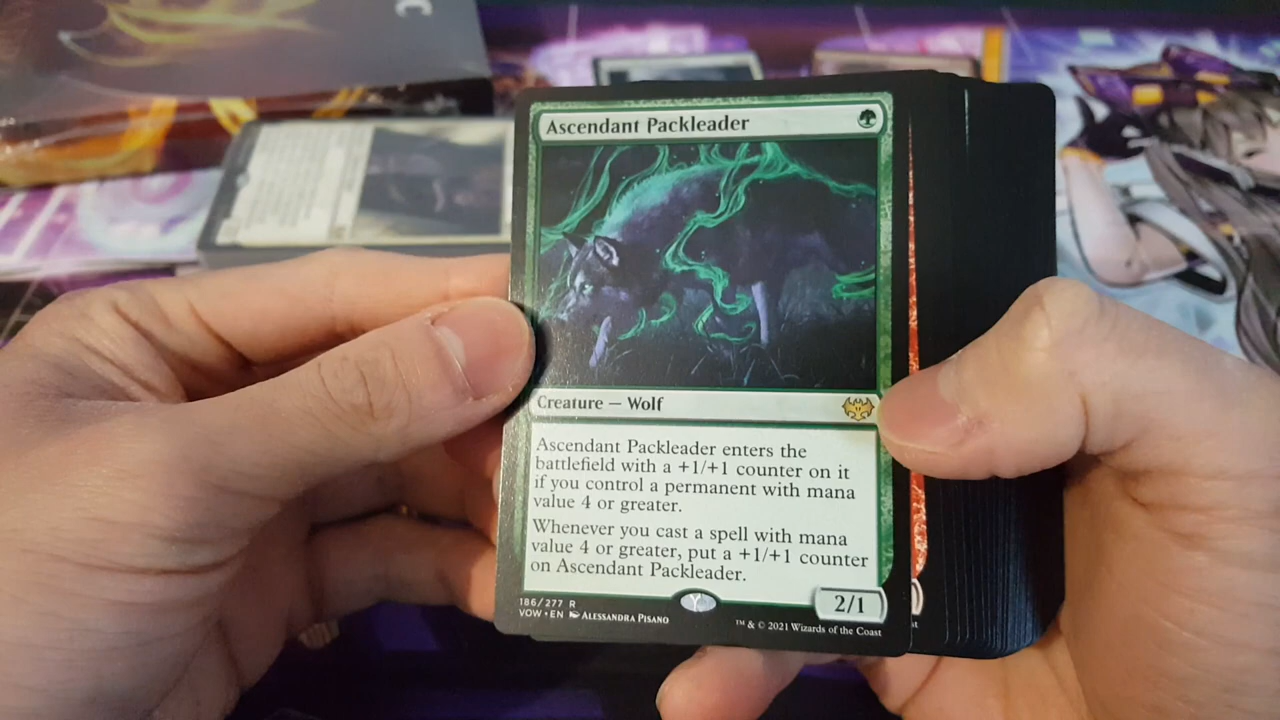 Ascendant Packleader
Creature — Wolf
Ascendant Packleader enters the
battlefield with a +1/+1 counter on it
if you control a permanent with mana
value 4 or greater.
Whenever you cast a spell with mana
value 4 or greater, put a +1/+1 counter
on Ascendant Packleader.
2/1
186/277 R
VOW • EN ALESSANDRA PISANO
™ & © 2021 Wizards of the Coast